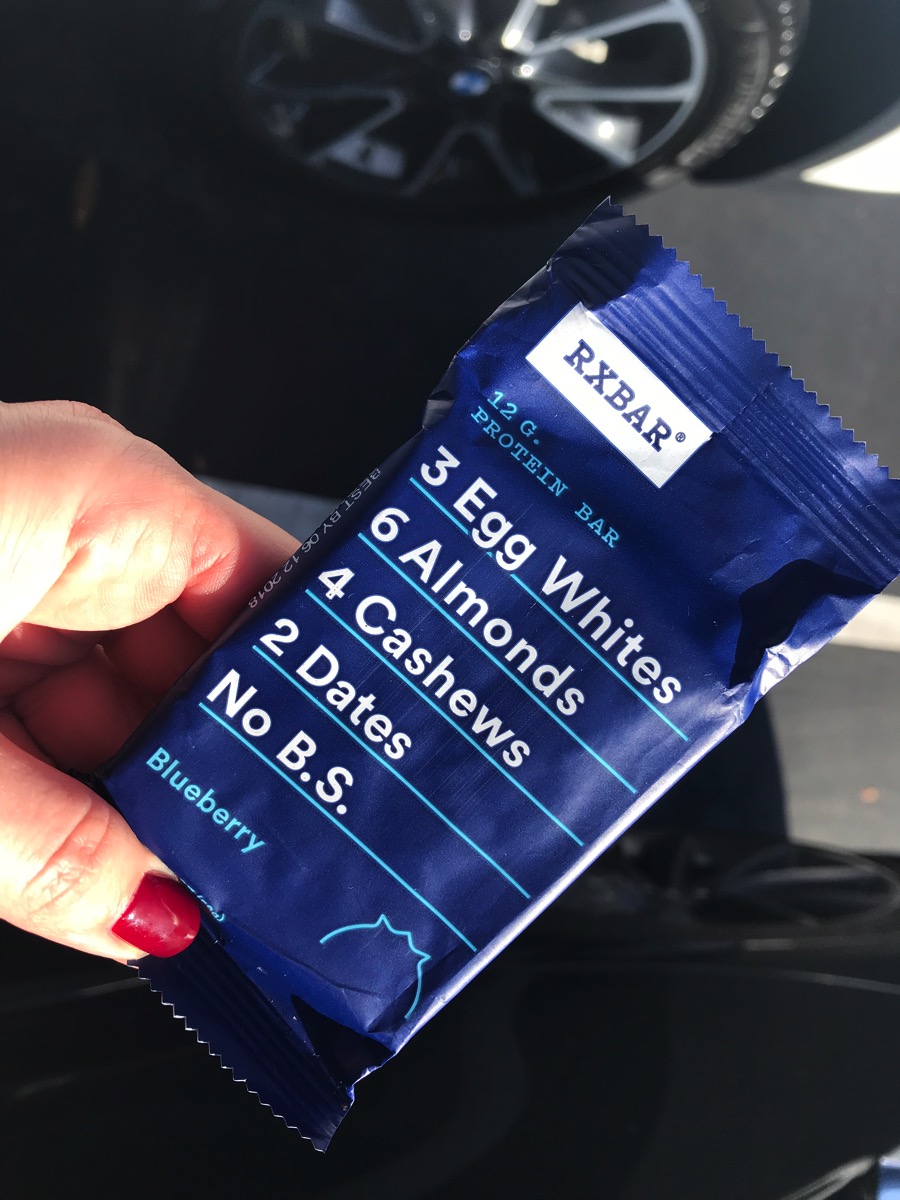 RXBAR®
12 G.
PROTEIN BAR
3 Egg Whites
6 Almonds
4 Cashews
2 Dates
No B.S.
Blueberry
BEST BY 06 12 2018